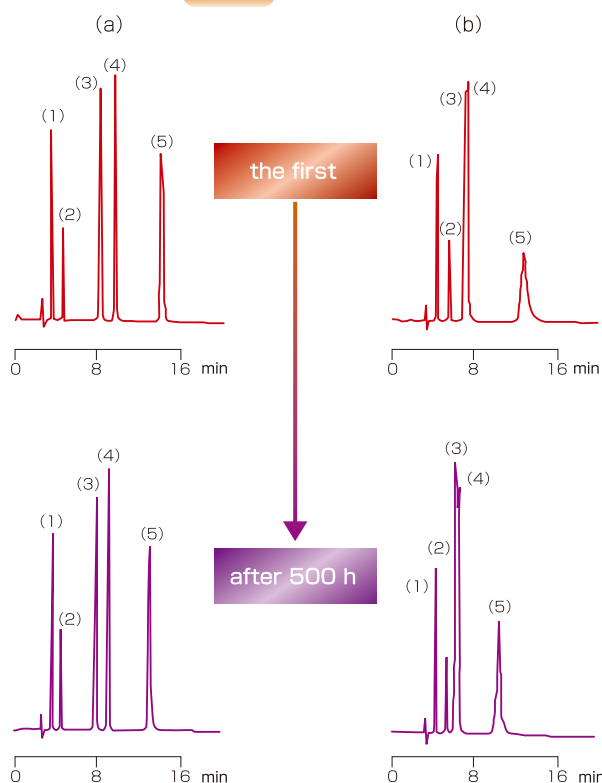 (a)
(1)
(2)
(3)
(4)
(5)
0 8 16 min
(b)
(1)
(2)
(3)
(4)
(5)
0 8 16 min
the first
after 500 h
(1)
(2)
(3)
(4)
(5)
0 8 16 min
(1)
(2)
(3)
(4)
(5)
0 8 16 min